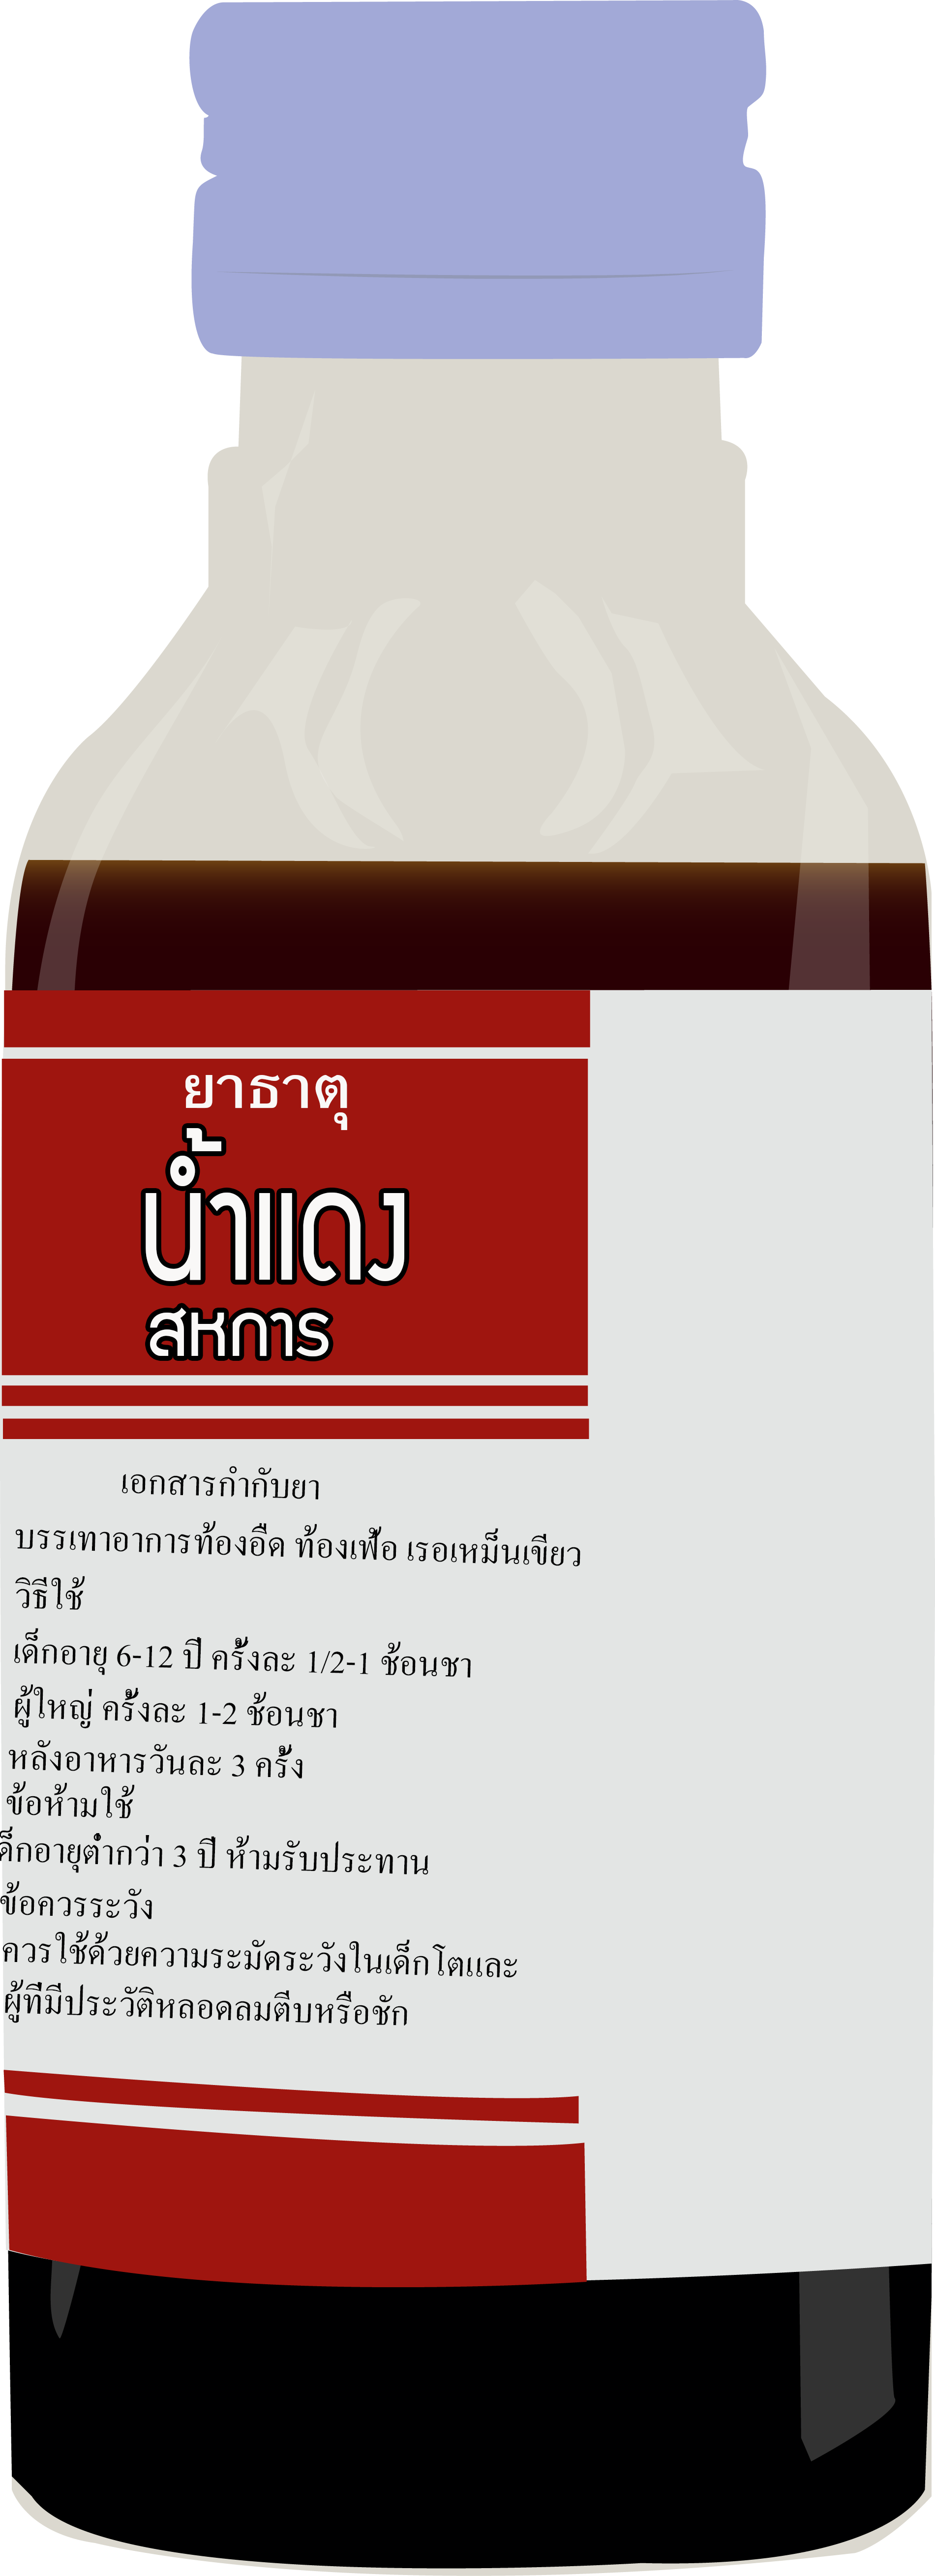 ยาธาตุ
น้ำแดง
สหการ
เอกสารกำกับยา
บรรเทาอาการท้องอืด ท้องเฟ้อ เรอเหม็นเขียว
วิธีใช้
เด็กอายุ 6-12 ปี ครั้งละ 1/2-1 ช้อนชา
ผู้ใหญ่ ครั้งละ 1-2 ช้อนชา
หลังอาหารวันละ 3 ครั้ง
ข้อห้ามใช้
เด็กอายุต่ำกว่า 3 ปี ห้ามรับประทาน
ข้อควรระวัง
ควรใช้ด้วยความระมัดระวังในเด็กโตและ
ผู้ที่มีประวัติหลอดลมตีบหรือชัก